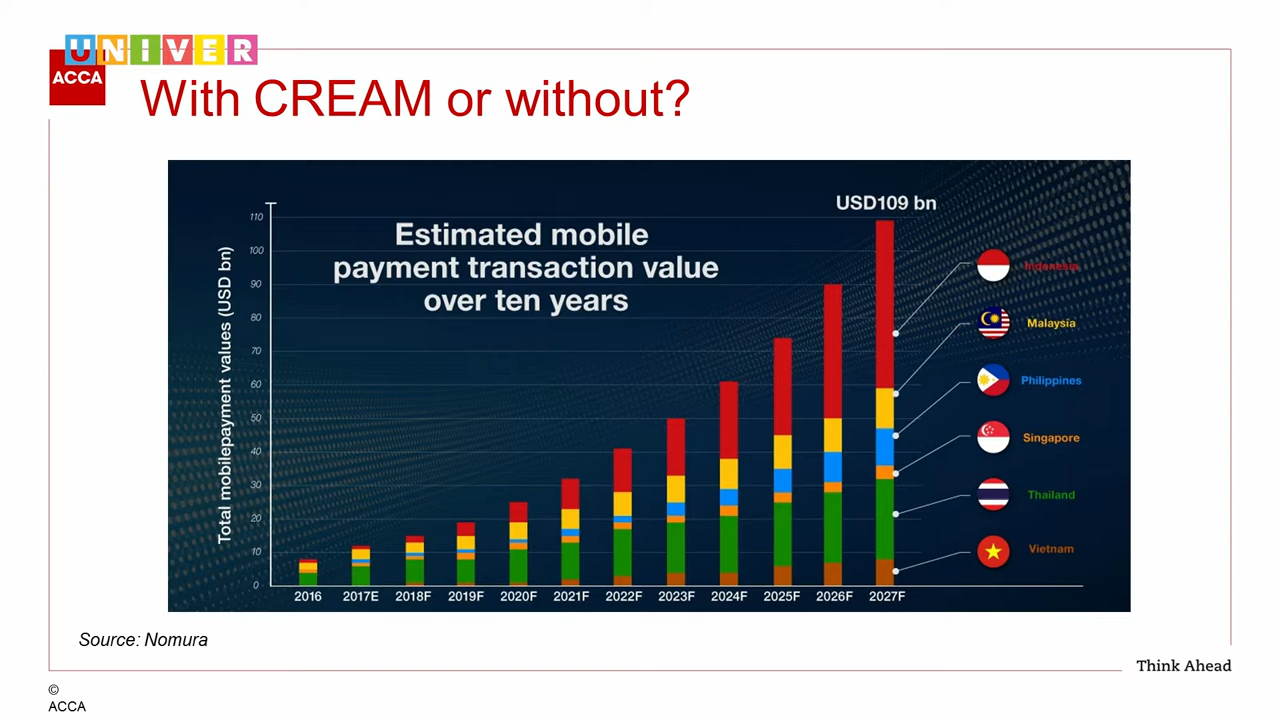 UNIVER
ACCA
With CREAM or without?
USD109 bn
Estimated mobile
payment transaction value
over ten years
Total mobilepayment values (USD bn)
110
100
90
80
70
60
50
40
30
20
10
0
Indonesia
Malaysia
Philippines
Singapore
Thailand
Vietnam
2016 2017E 2018F 2019F 2020F 2021F 2022F 2023F 2024F 2025F 2026F 2027F
Source: Nomura
Think Ahead
©
ACCA